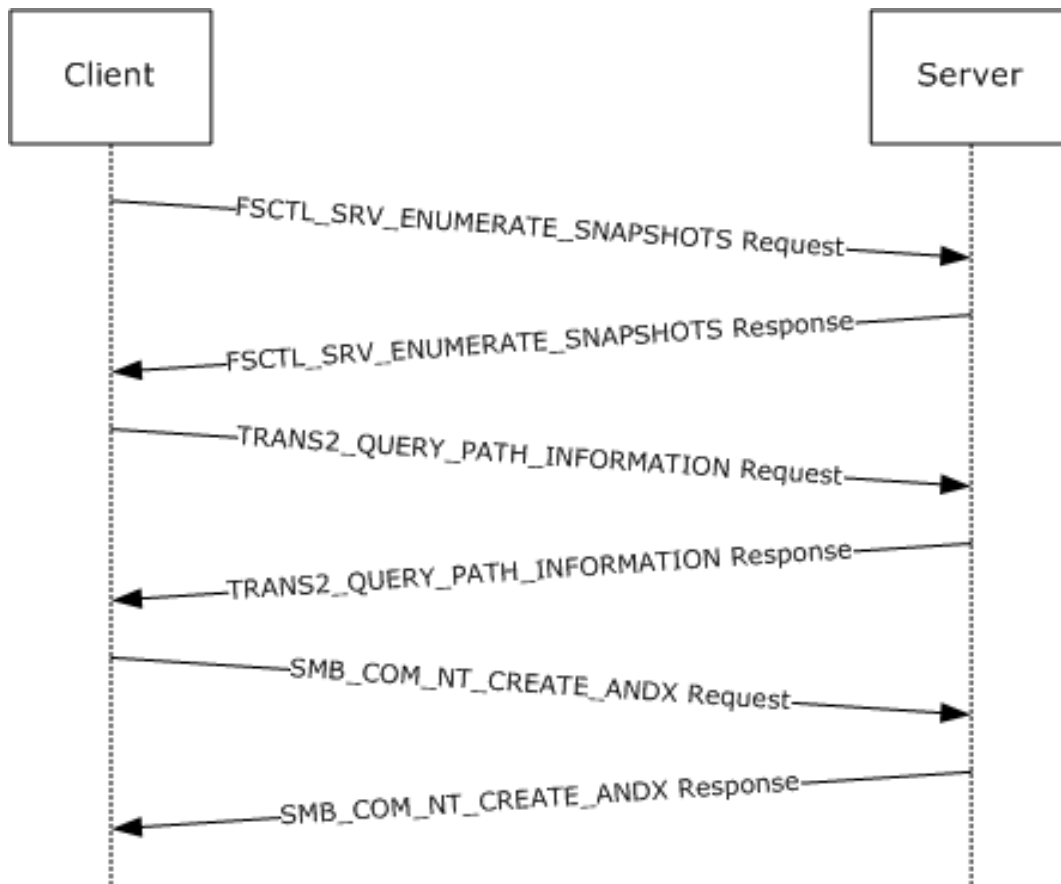 Client
Server
FSCTL_SRV_ENUMERATE_SNAPSHOTS Request
FSCTL_SRV_ENUMERATE_SNAPSHOTS Response
TRANS2_QUERY_PATH_INFORMATION Request
TRANS2_QUERY_PATH_INFORMATION Response
SMB_COM_NT_CREATE_ANDX Request
SMB_COM_NT_CREATE_ANDX Response